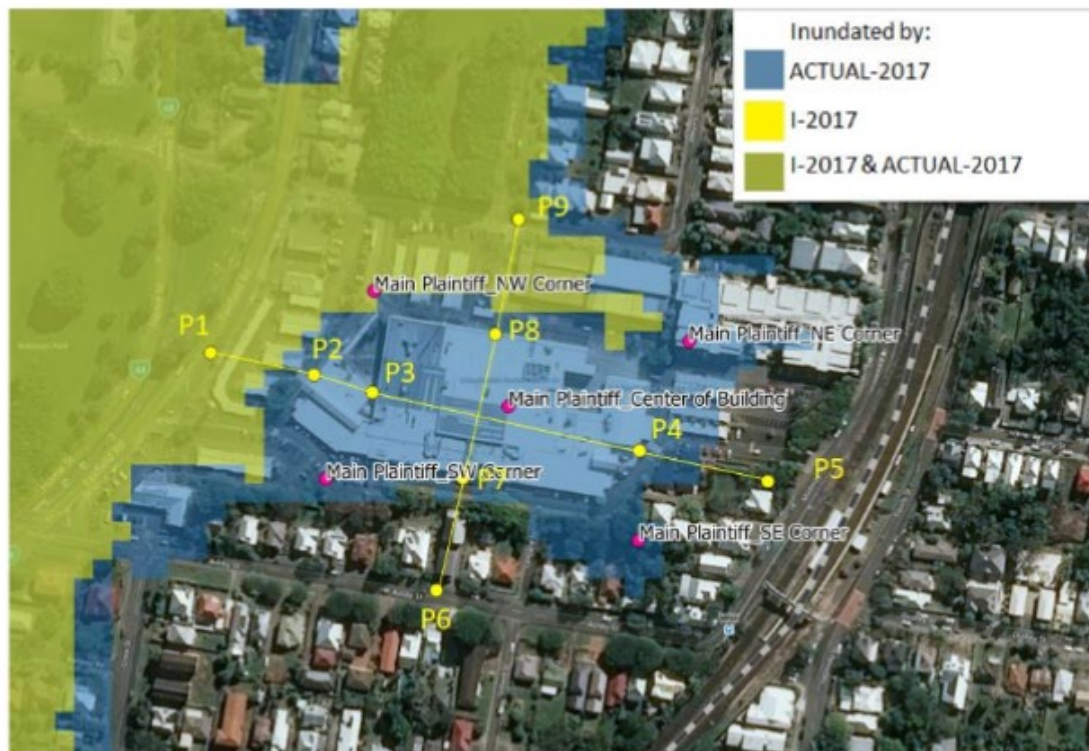 Inundated by:
ACTUAL-2017
I-2017
I-2017 & ACTUAL-2017
P9
Main Plaintiff_NW Corner
P1
P8
Main Plaintiff_NE Corner
P2
P3
Main Plaintiff_Center of Building
P4
Main Plaintiff_SW Corner
P7
P5
Main Plaintiff_SE Corner
P6